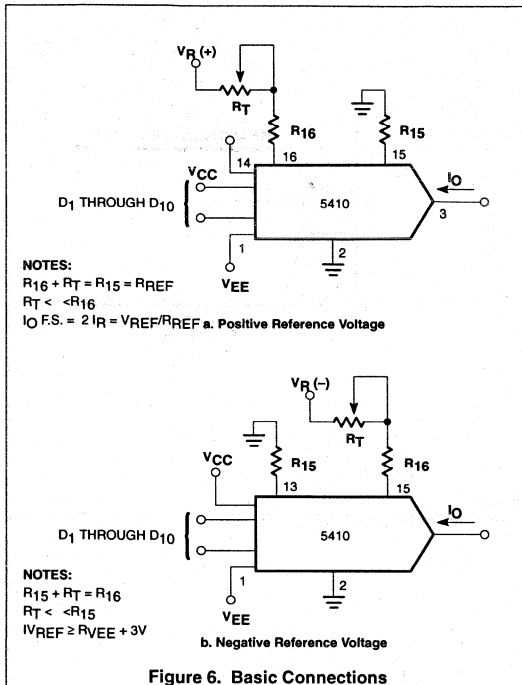 VR (+)
RT
R16
R15
14
16
15
VCC
IO
D1 THROUGH D10
5410
3
1
2
VEE
NOTES:
R16 + RT = R15 = RREF
RT < <R16
IO F.S. = 2 IR = VREF/RREF
a. Positive Reference Voltage
VR (−)
RT
R15
R16
VCC
13
15
IO
D1 THROUGH D10
5410
1
2
VEE
NOTES:
R15 + RT = R16
RT < <R15
IVREF ≥ RVEE + 3V
b. Negative Reference Voltage
Figure 6. Basic Connections